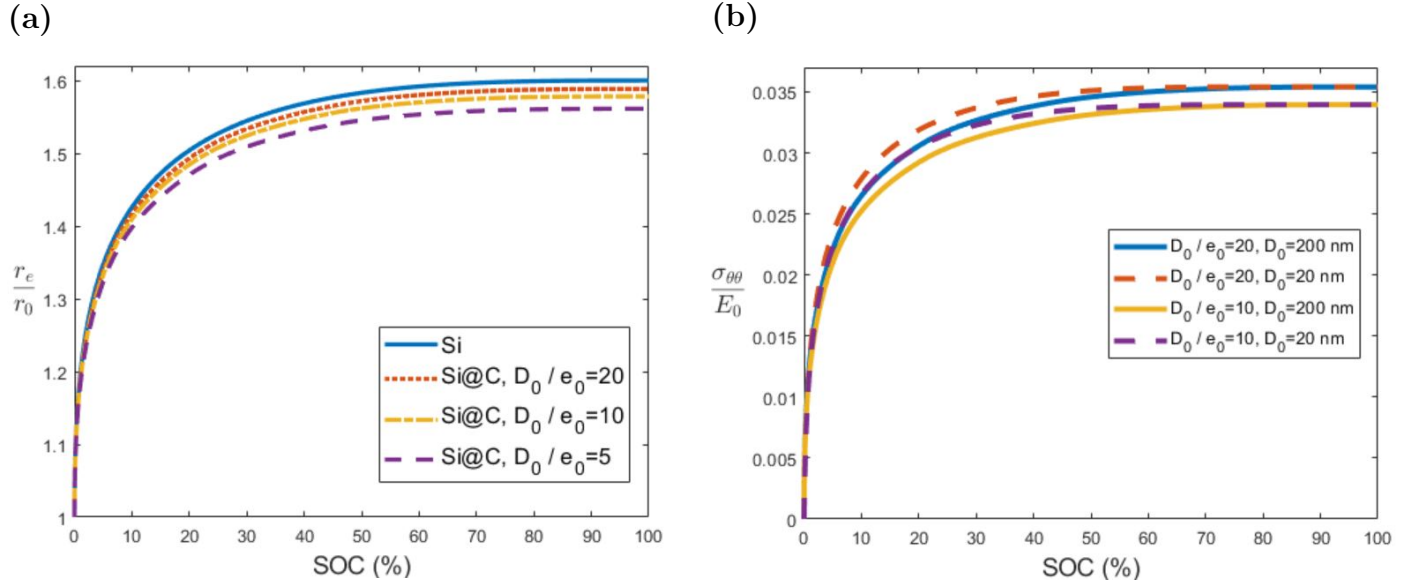 (a)
(b)
r_e / r_0
1.6
1.5
1.4
1.3
1.2
1.1
1
0 10 20 30 40 50 60 70 80 90 100
SOC (%)
Si
Si@C, D_0 / e_0=20
Si@C, D_0 / e_0=10
Si@C, D_0 / e_0=5
σ_θθ / E_0
0.035
0.03
0.025
0.02
0.015
0.01
0.005
0
0 10 20 30 40 50 60 70 80 90 100
SOC (%)
D_0 / e_0=20, D_0=200 nm
D_0 / e_0=20, D_0=20 nm
D_0 / e_0=10, D_0=200 nm
D_0 / e_0=10, D_0=20 nm